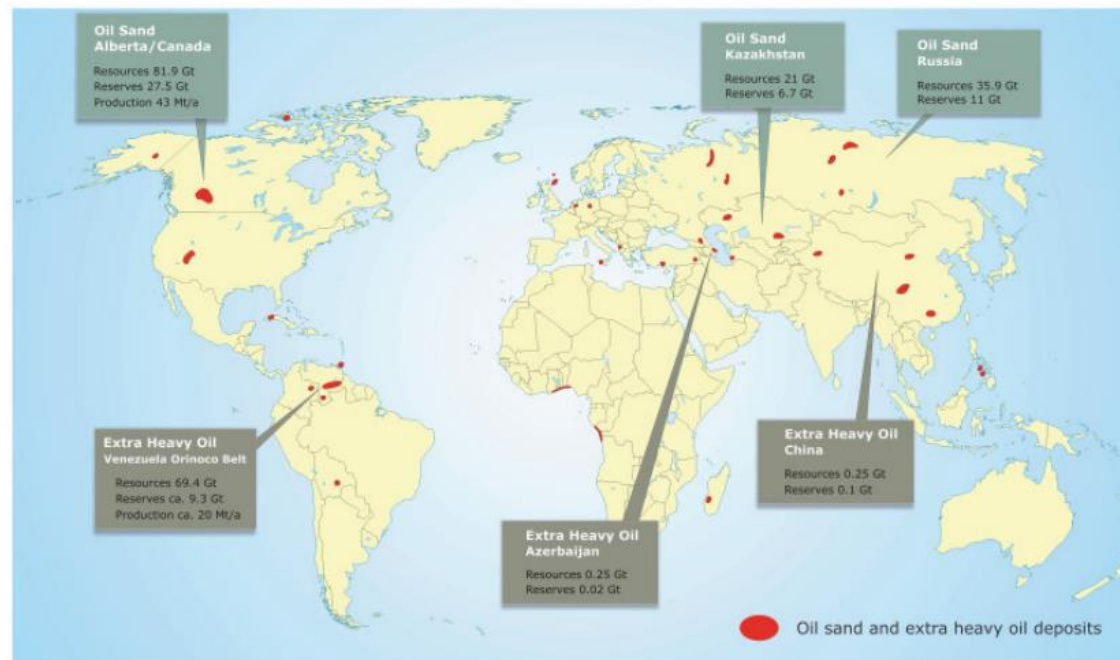 Oil Sand
Alberta/Canada
Resources 81.9 Gt
Reserves 27.5 Gt
Production 43 Mt/a
Oil Sand
Kazakhstan
Resources 21 Gt
Reserves 6.7 Gt
Oil Sand
Russia
Resources 35.9 Gt
Reserves 11 Gt
Extra Heavy Oil
Venezuela Orinoco Belt
Resources 69.4 Gt
Reserves ca. 9.3 Gt
Production ca. 20 Mt/a
Extra Heavy Oil
Azerbaijan
Resources 0.25 Gt
Reserves 0.02 Gt
Extra Heavy Oil
China
Resources 0.25 Gt
Reserves 0.1 Gt
Oil sand and extra heavy oil deposits